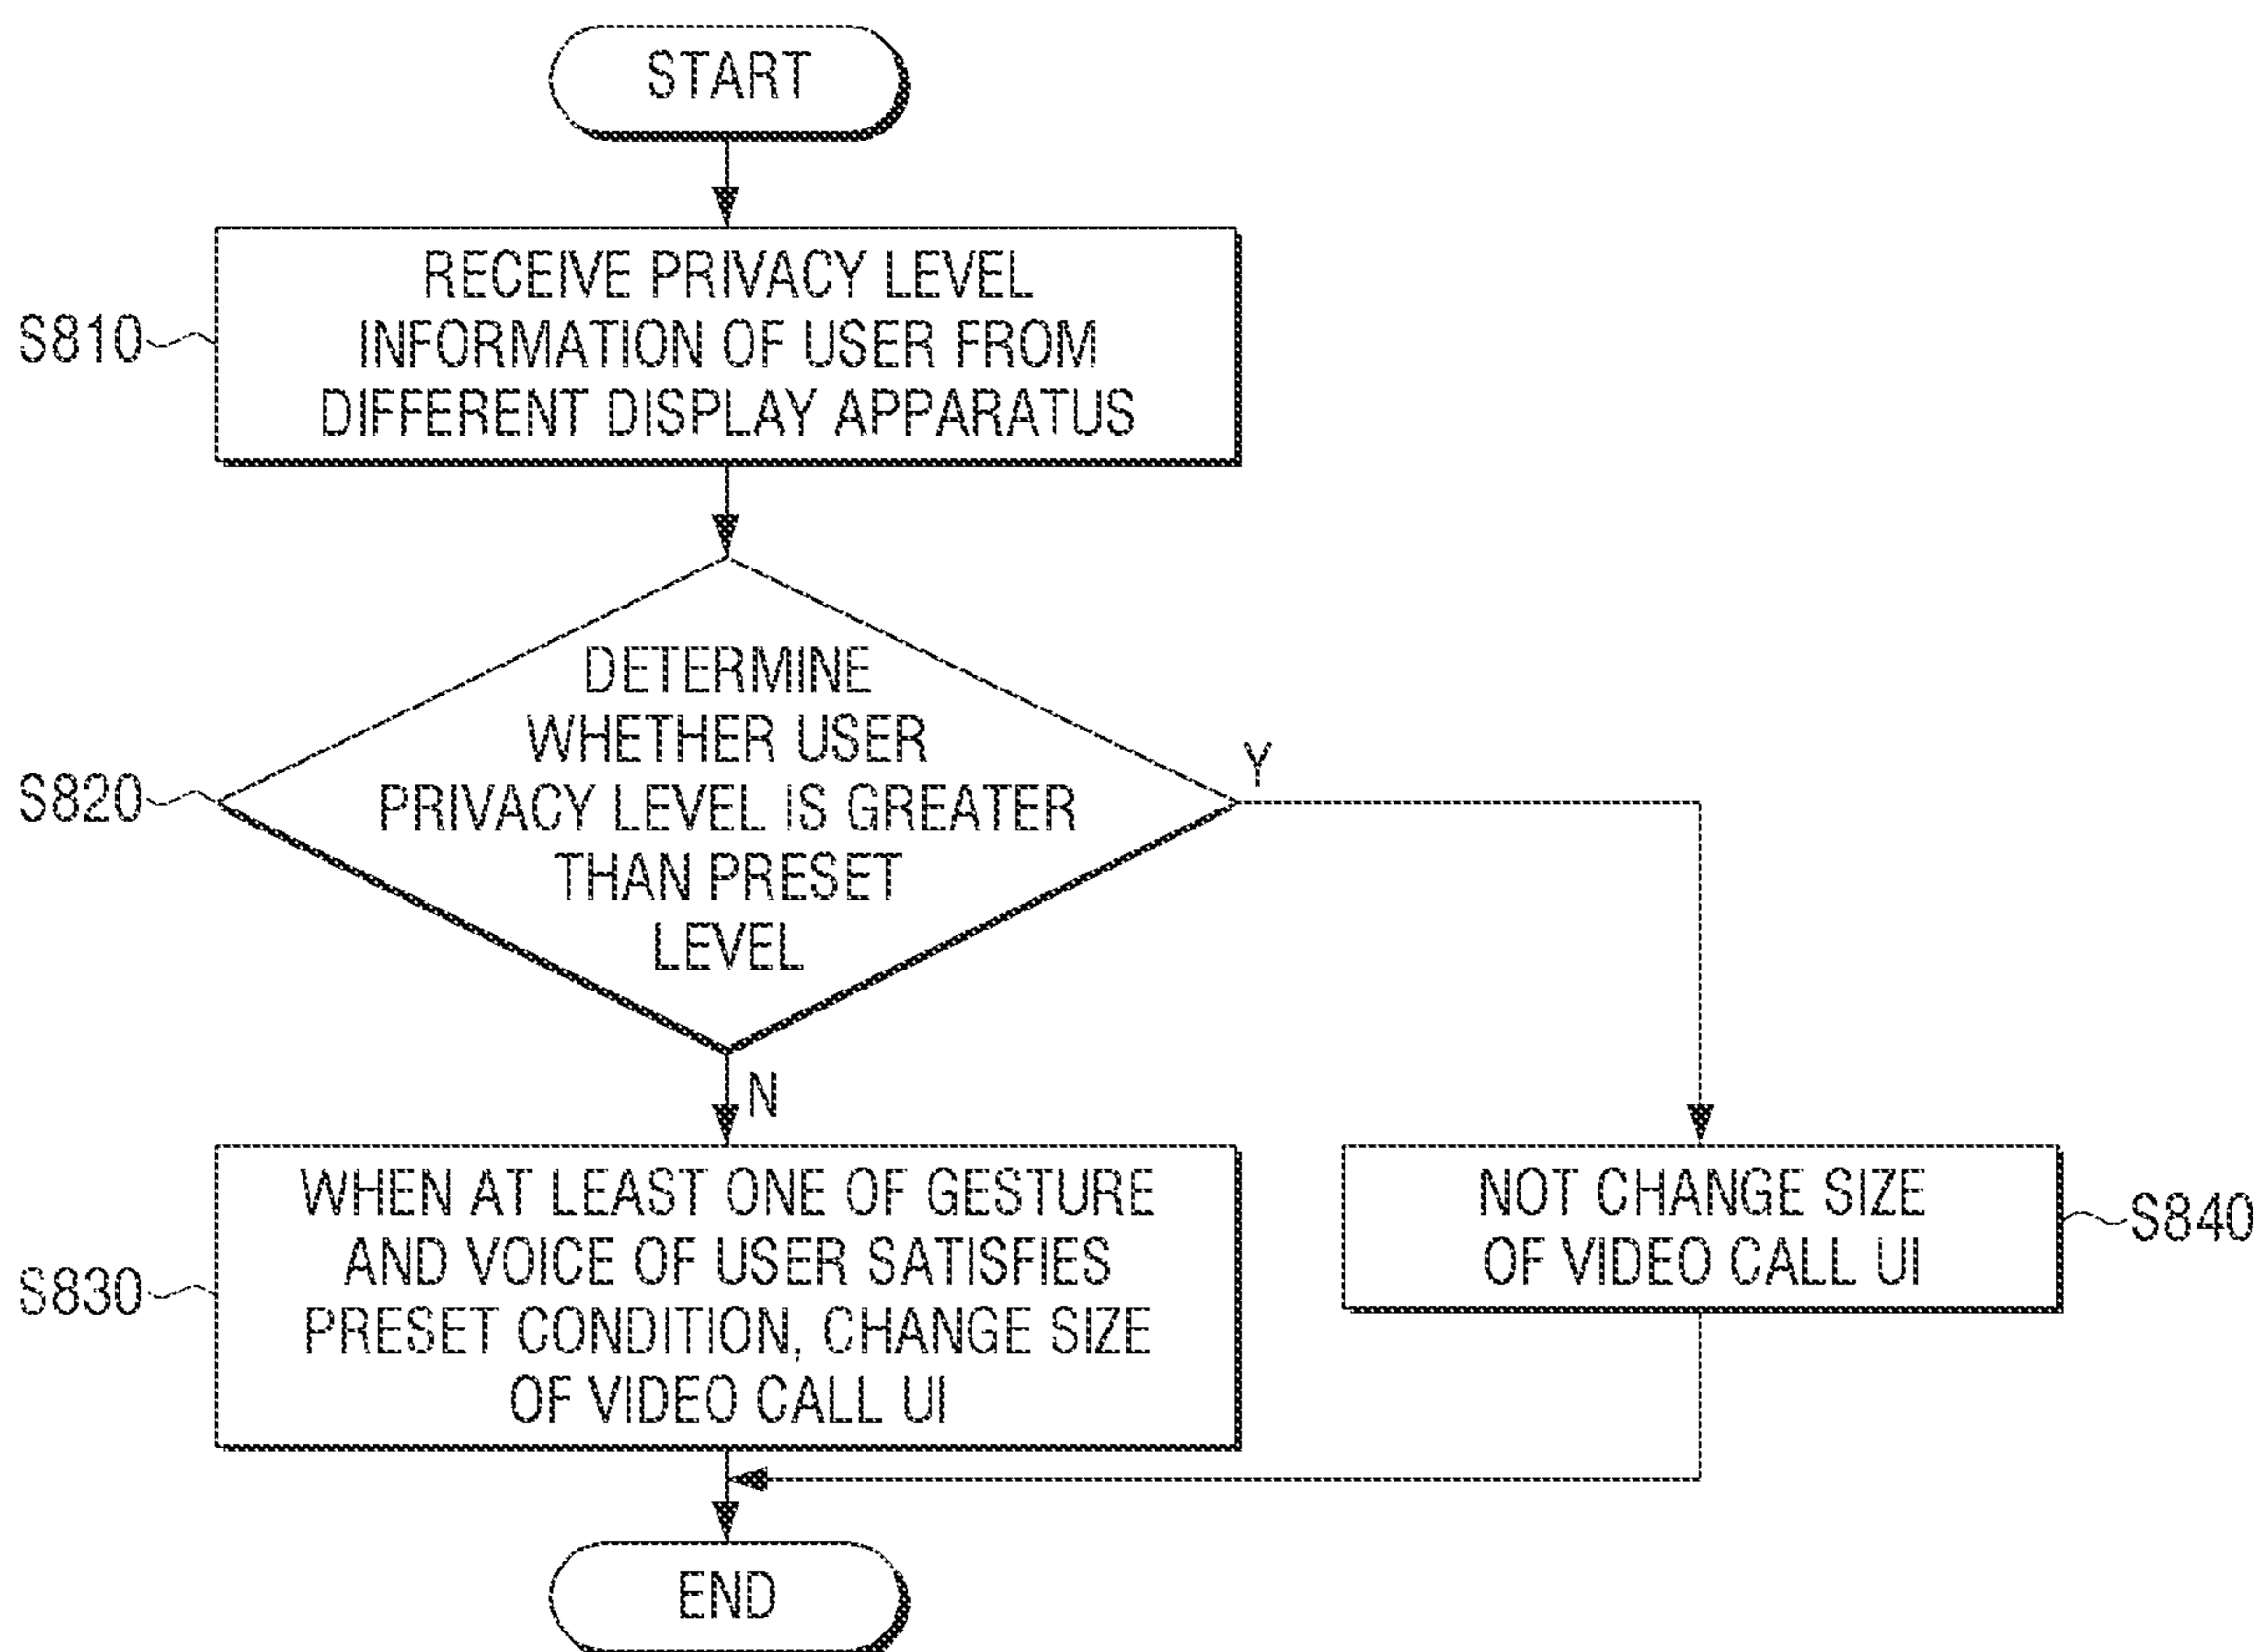 START
S810
RECEIVE PRIVACY LEVEL
INFORMATION OF USER FROM
DIFFERENT DISPLAY APPARATUS
S820
DETERMINE
WHETHER USER
PRIVACY LEVEL IS GREATER
THAN PRESET
LEVEL
Y
N
S830
WHEN AT LEAST ONE OF GESTURE
AND VOICE OF USER SATISFIES
PRESET CONDITION, CHANGE SIZE
OF VIDEO CALL UI
NOT CHANGE SIZE
OF VIDEO CALL UI
S840
END